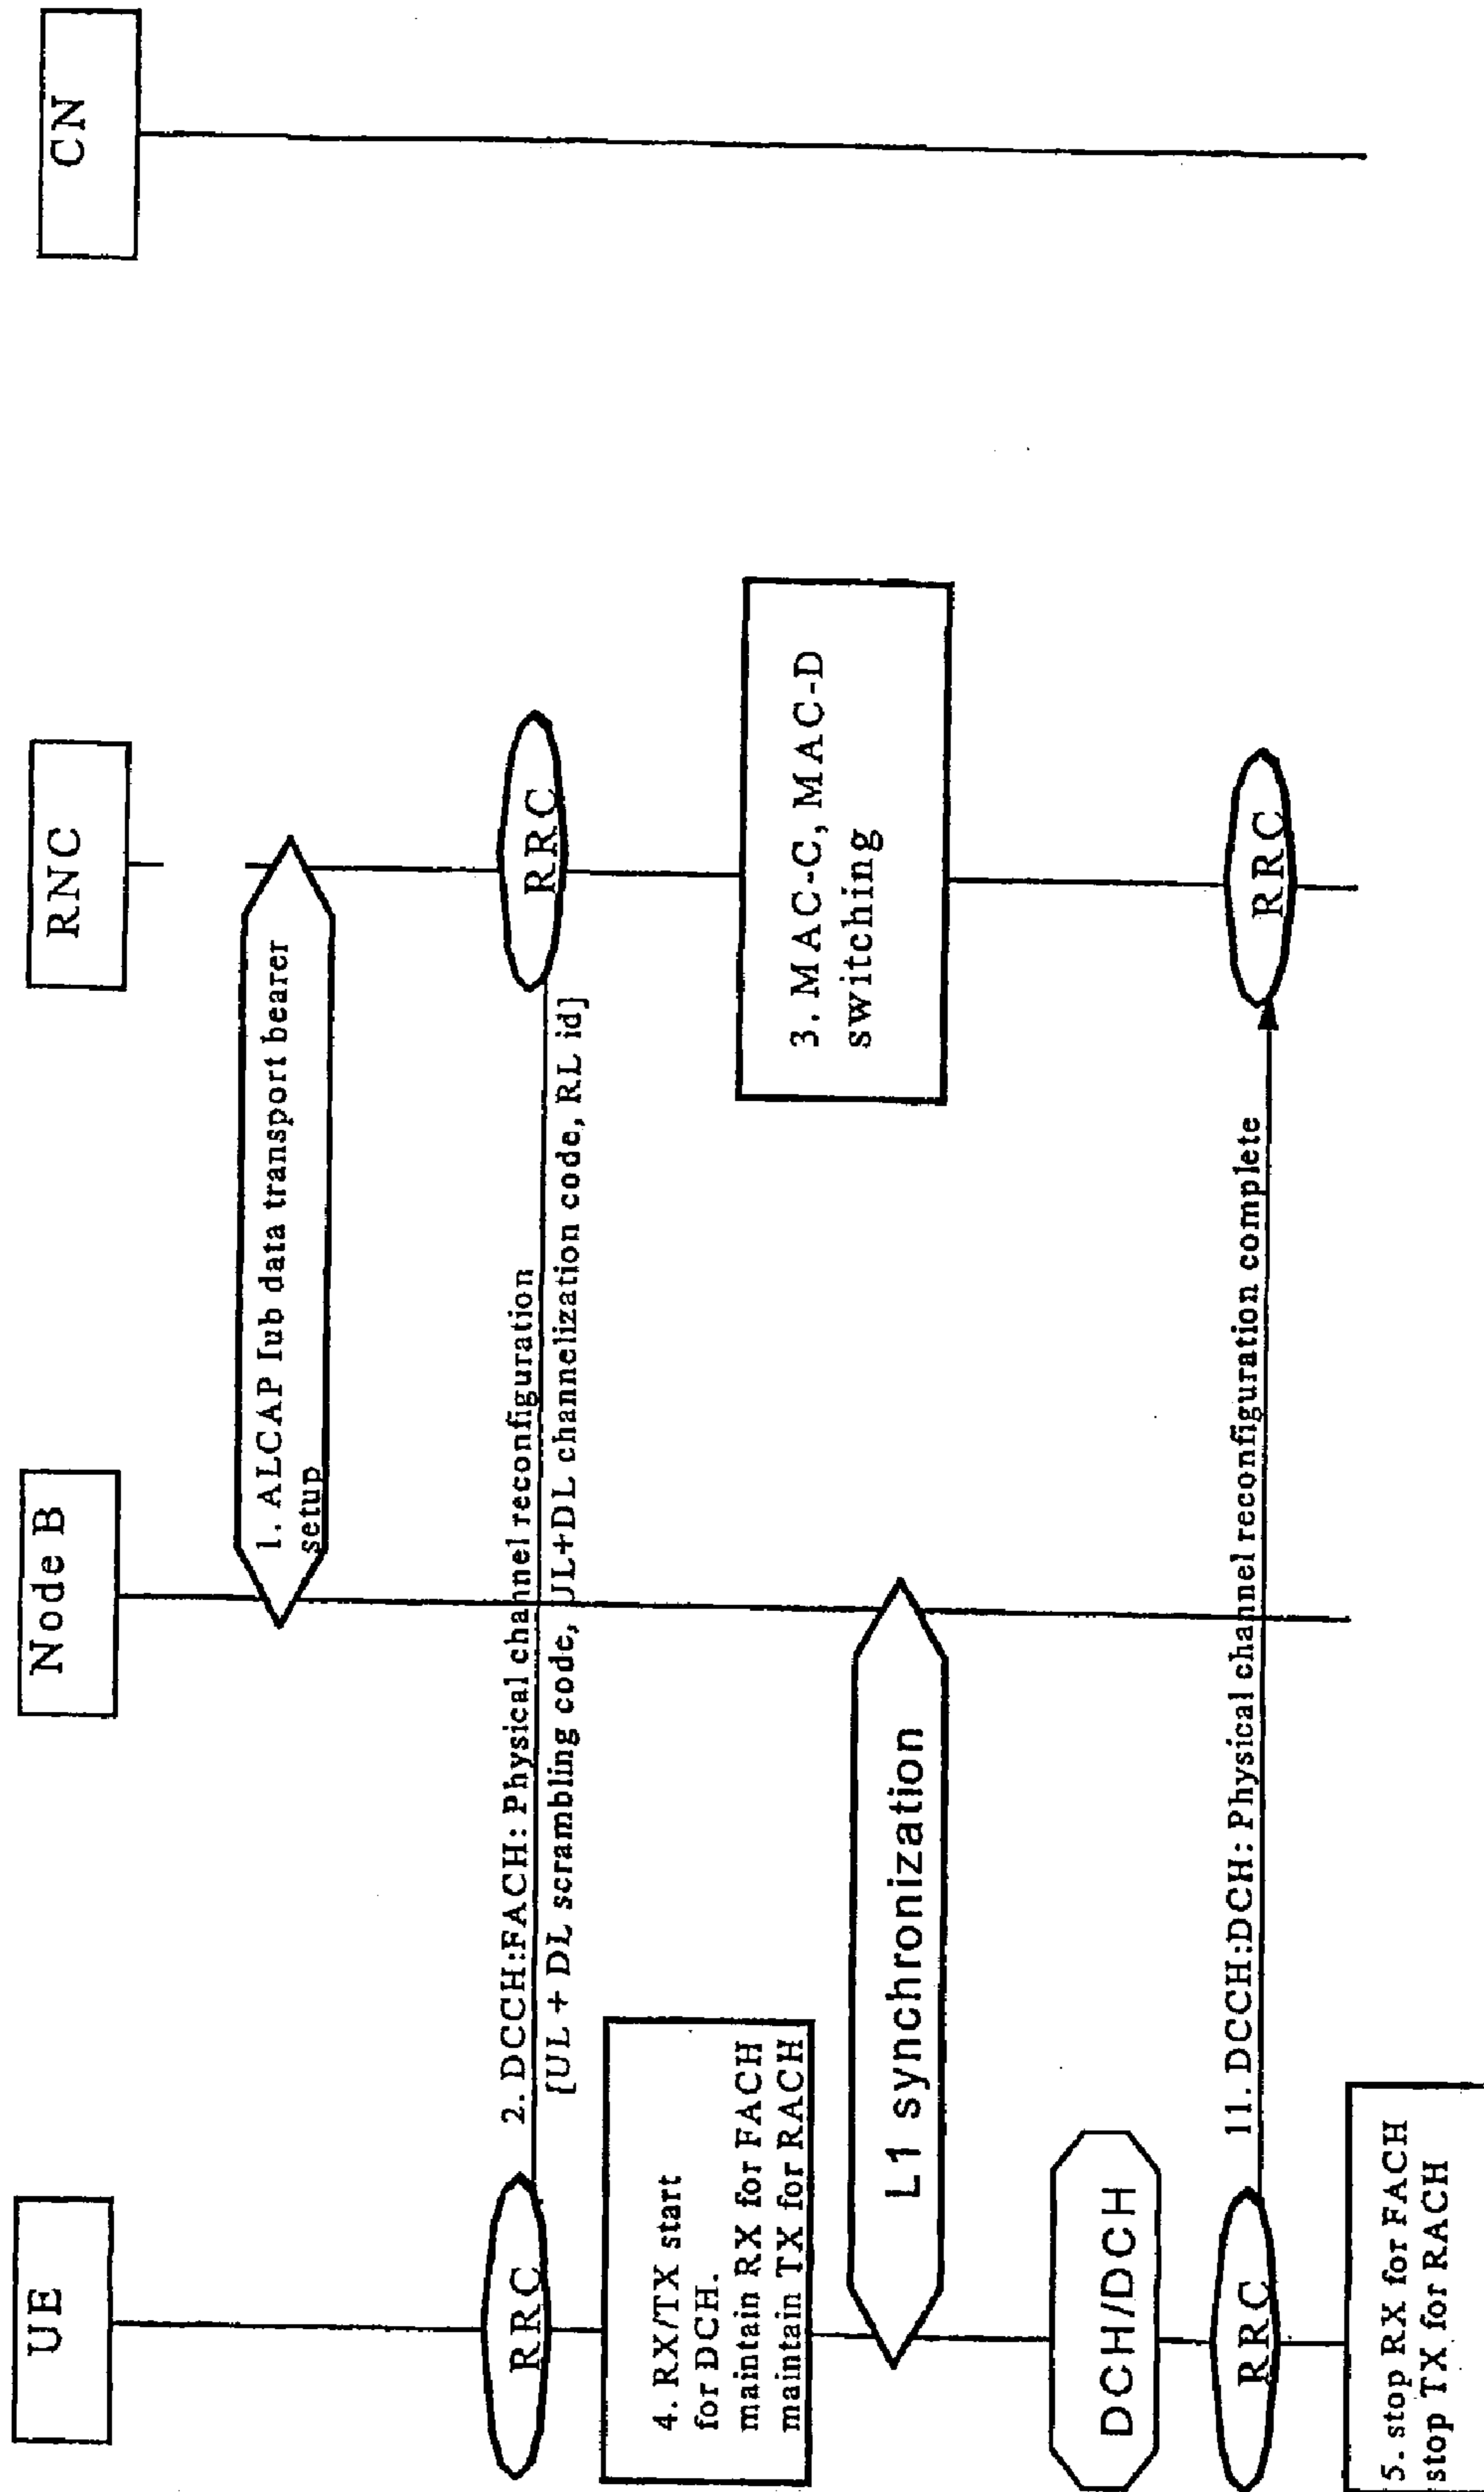 UE
Node B
RNC
CN
1. ALCAP Iub data transport bearer
setup
RRC
2. DCCH:FACH: Physical channel reconfiguration
[UL + DL scrambling code, UL+DL channelization code, RL id]
RRC
4. RX/TX start
for DCH.
maintain RX for FACH
maintain TX for RACH
3. MAC-C, MAC-D
switching
L1 synchronization
DCH/DCH
RRC
11. DCCH:DCH: Physical channel reconfiguration complete
RRC
5. stop RX for FACH
stop TX for RACH